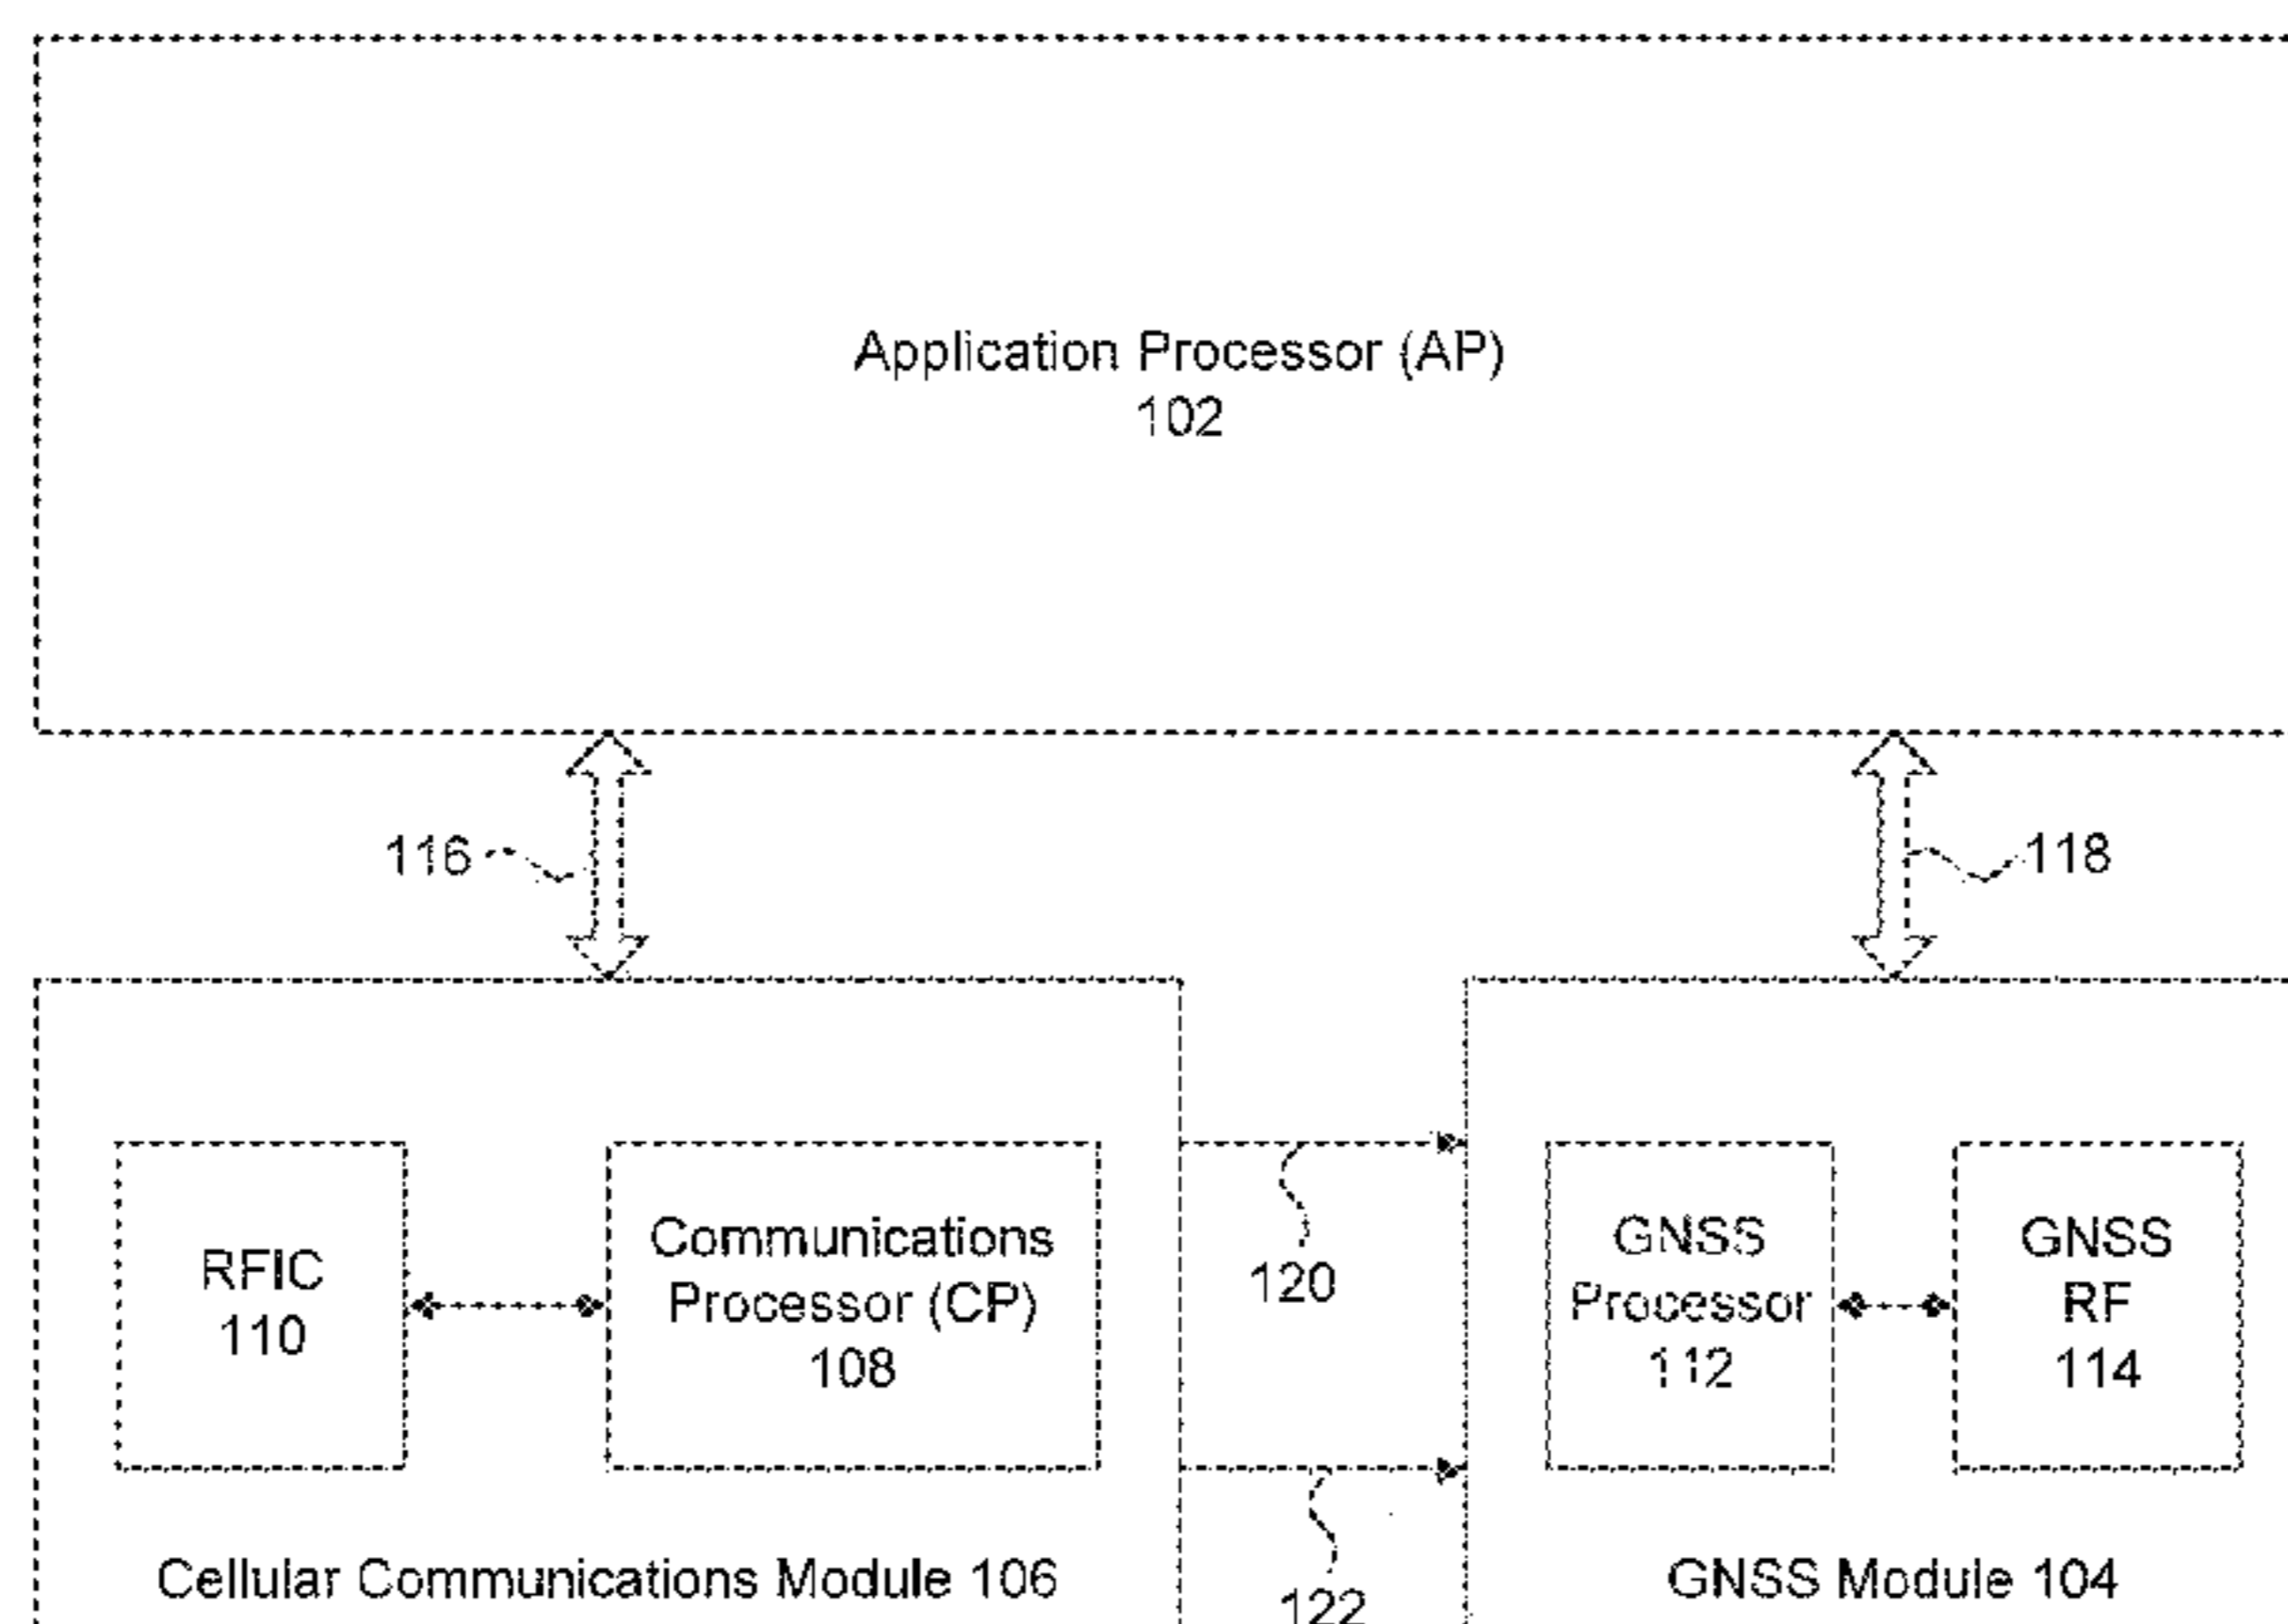 Application Processor (AP)
102
116
118
RFIC
110
Communications
Processor (CP)
108
120
GNSS
Processor
112
GNSS
RF
114
Cellular Communications Module 106
122
GNSS Module 104